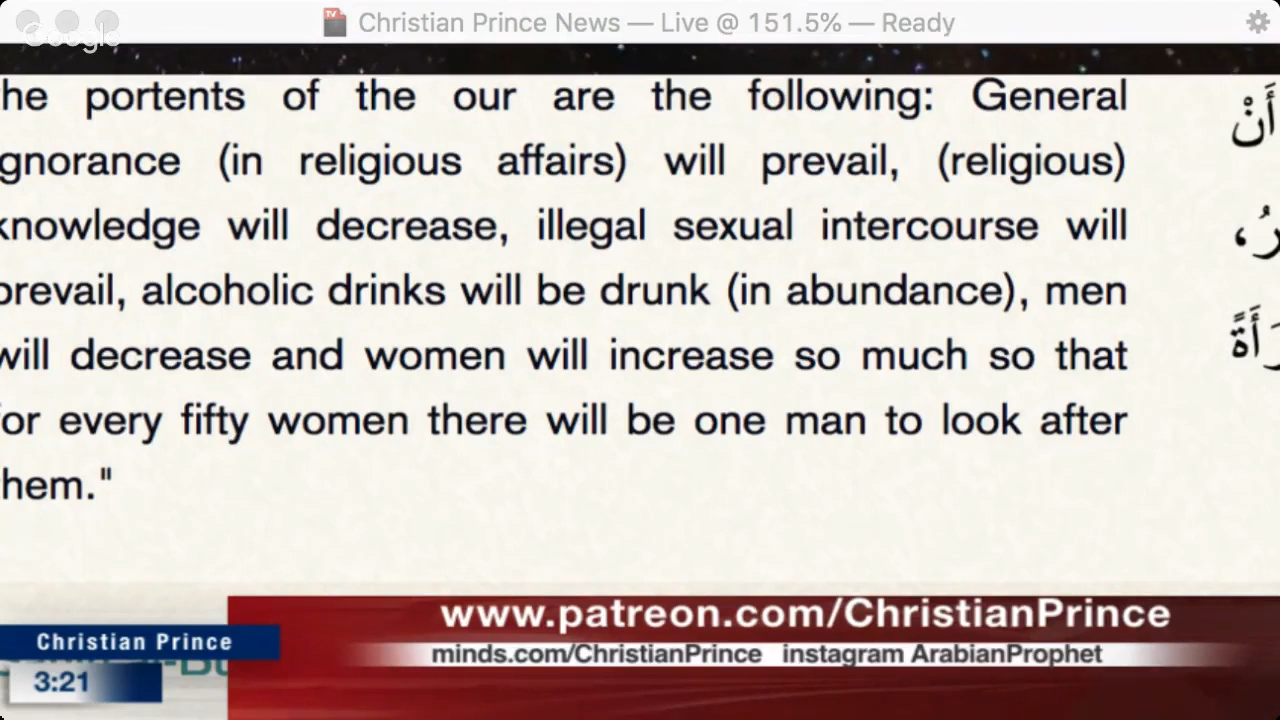 Christian Prince News — Live @ 151.5% — Ready
Google
he portents of the our are the following: General
gnorance (in religious affairs) will prevail, (religious)
knowledge will decrease, illegal sexual intercourse will
prevail, alcoholic drinks will be drunk (in abundance), men
will decrease and women will increase so much so that
for every fifty women there will be one man to look after
hem."
أَنْ
رُ،
رَأَةً
www.patreon.com/ChristianPrince
Christian Prince
minds.com/ChristianPrince instagram ArabianProphet
3:21